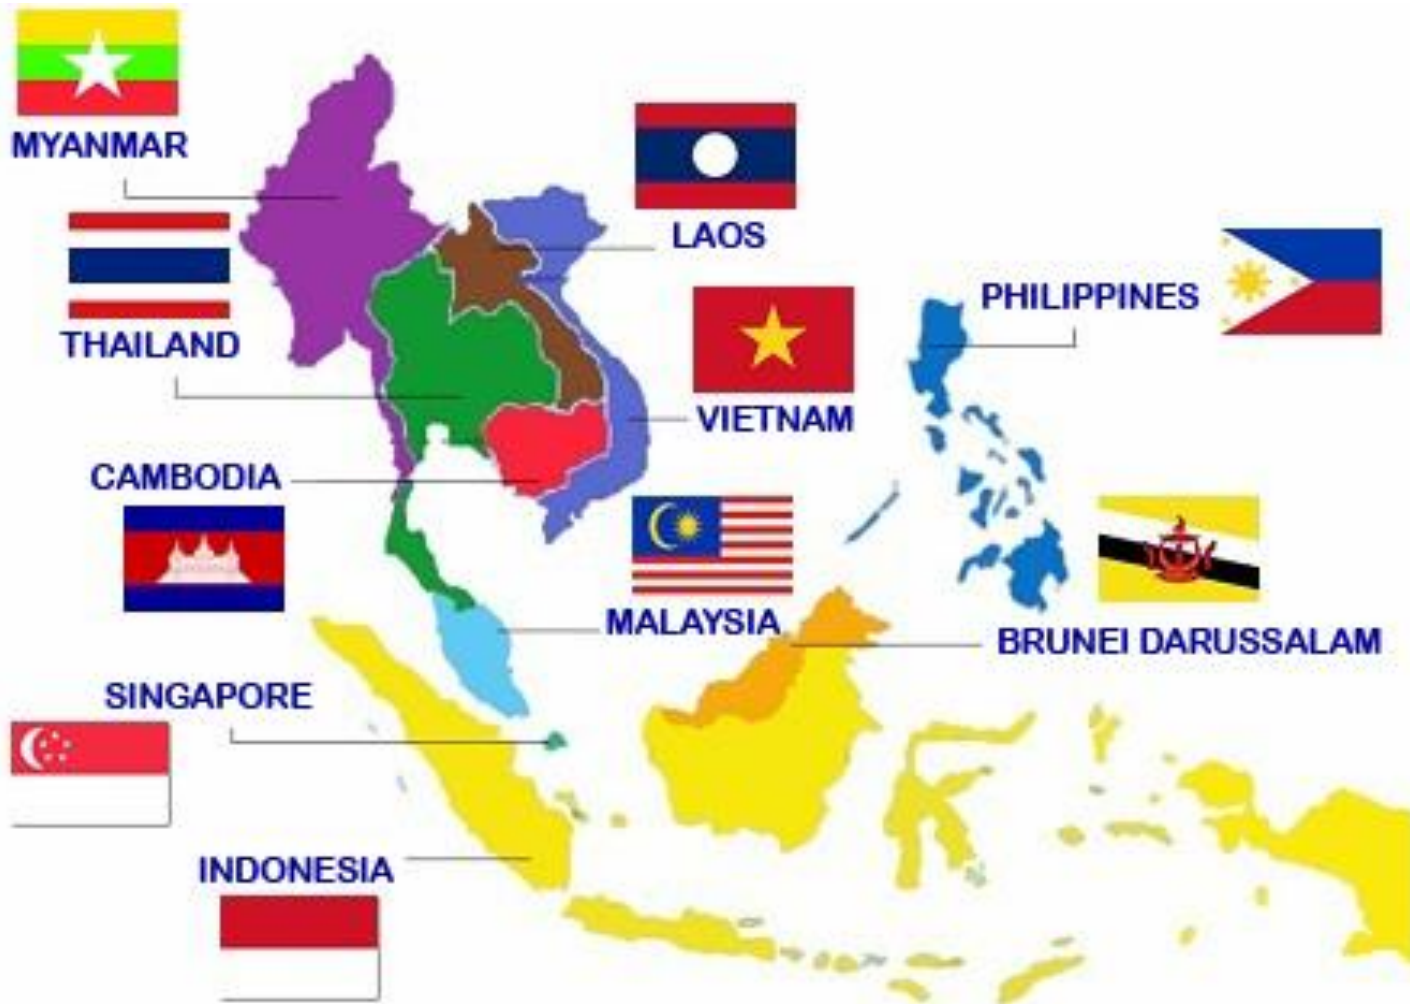 MYANMAR
LAOS
THAILAND
PHILIPPINES
VIETNAM
CAMBODIA
MALAYSIA
BRUNEI DARUSSALAM
SINGAPORE
INDONESIA